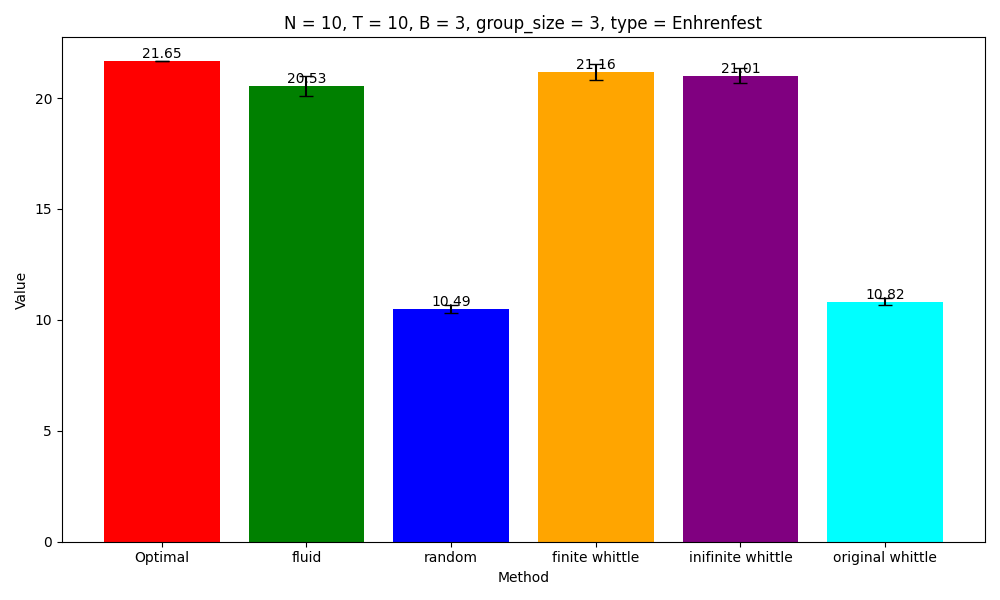 N = 10, T = 10, B = 3, group_size = 3, type = Enhrenfest
21.65
20.53
10.49
21.16
21.01
10.82
20
15
10
5
0
Value
Optimal
fluid
random
finite whittle
inifinite whittle
original whittle
Method